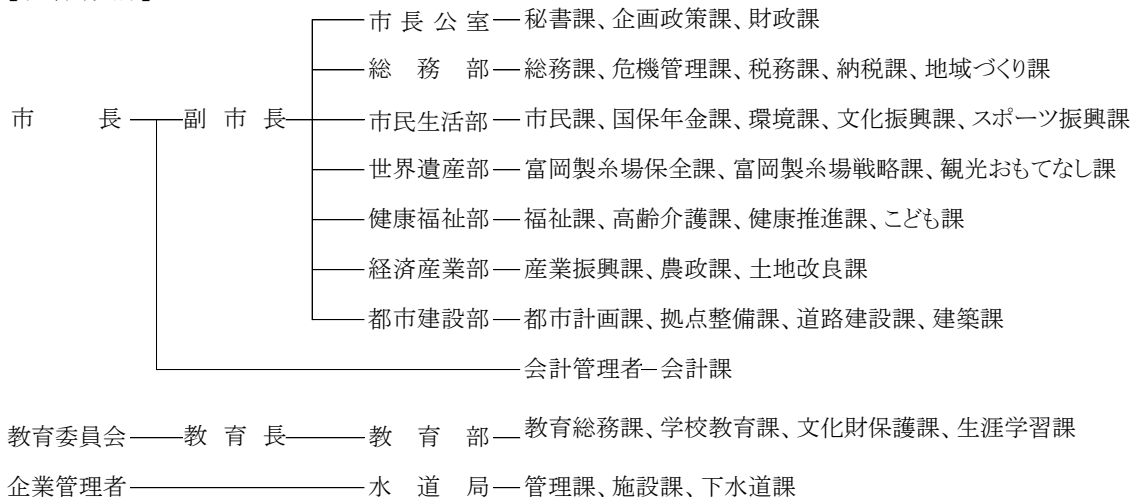 市長公室 秘書課、企画政策課、財政課
総務部 総務課、危機管理課、税務課、納税課、地域づくり課
市長 副市長 市民生活部 市民課、国保年金課、環境課、文化振興課、スポーツ振興課
世界遺産部 富岡製糸場保全課、富岡製糸場戦略課、観光おもてなし課
健康福祉部 福祉課、高齢介護課、健康推進課、こども課
経済産業部 産業振興課、農政課、土地改良課
都市建設部 都市計画課、拠点整備課、道路建設課、建築課
会計管理者 会計課
教育委員会 教育長 教育部 教育総務課、学校教育課、文化財保護課、生涯学習課
企業管理者 水道局 管理課、施設課、下水道課